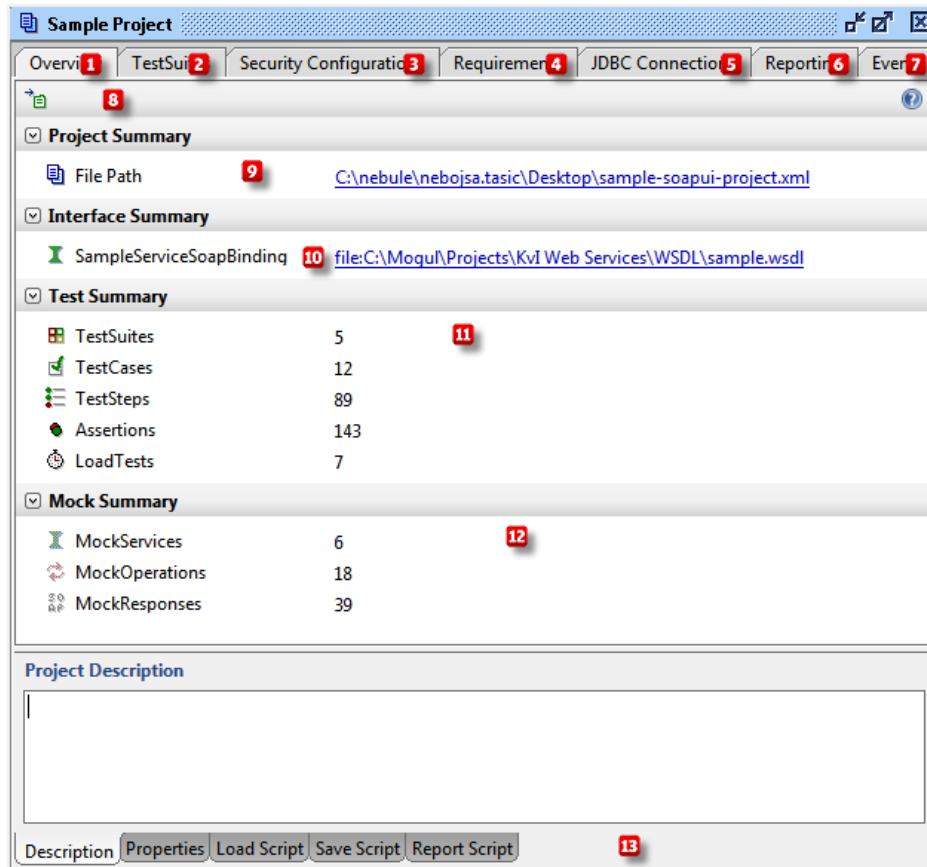 Sample Project
Overvi 1 TestSui 2 Security Configuratio 3 Requiremen 4 JDBC Connection 5 Reportin 6 Even 7
8 ?
Project Summary
File Path 9 C:\nebule\nebojsa.tasic\Desktop\sample-soapui-project.xml
Interface Summary
SampleServiceSoapBinding 10 file:C:\Mogul\Projects\KvI Web Services\WSDL\sample.wsdl
Test Summary
TestSuites 5 11
TestCases 12
TestSteps 89
Assertions 143
LoadTests 7
Mock Summary
MockServices 6 12
MockOperations 18
MockResponses 39
Project Description
Description Properties Load Script Save Script Report Script 13